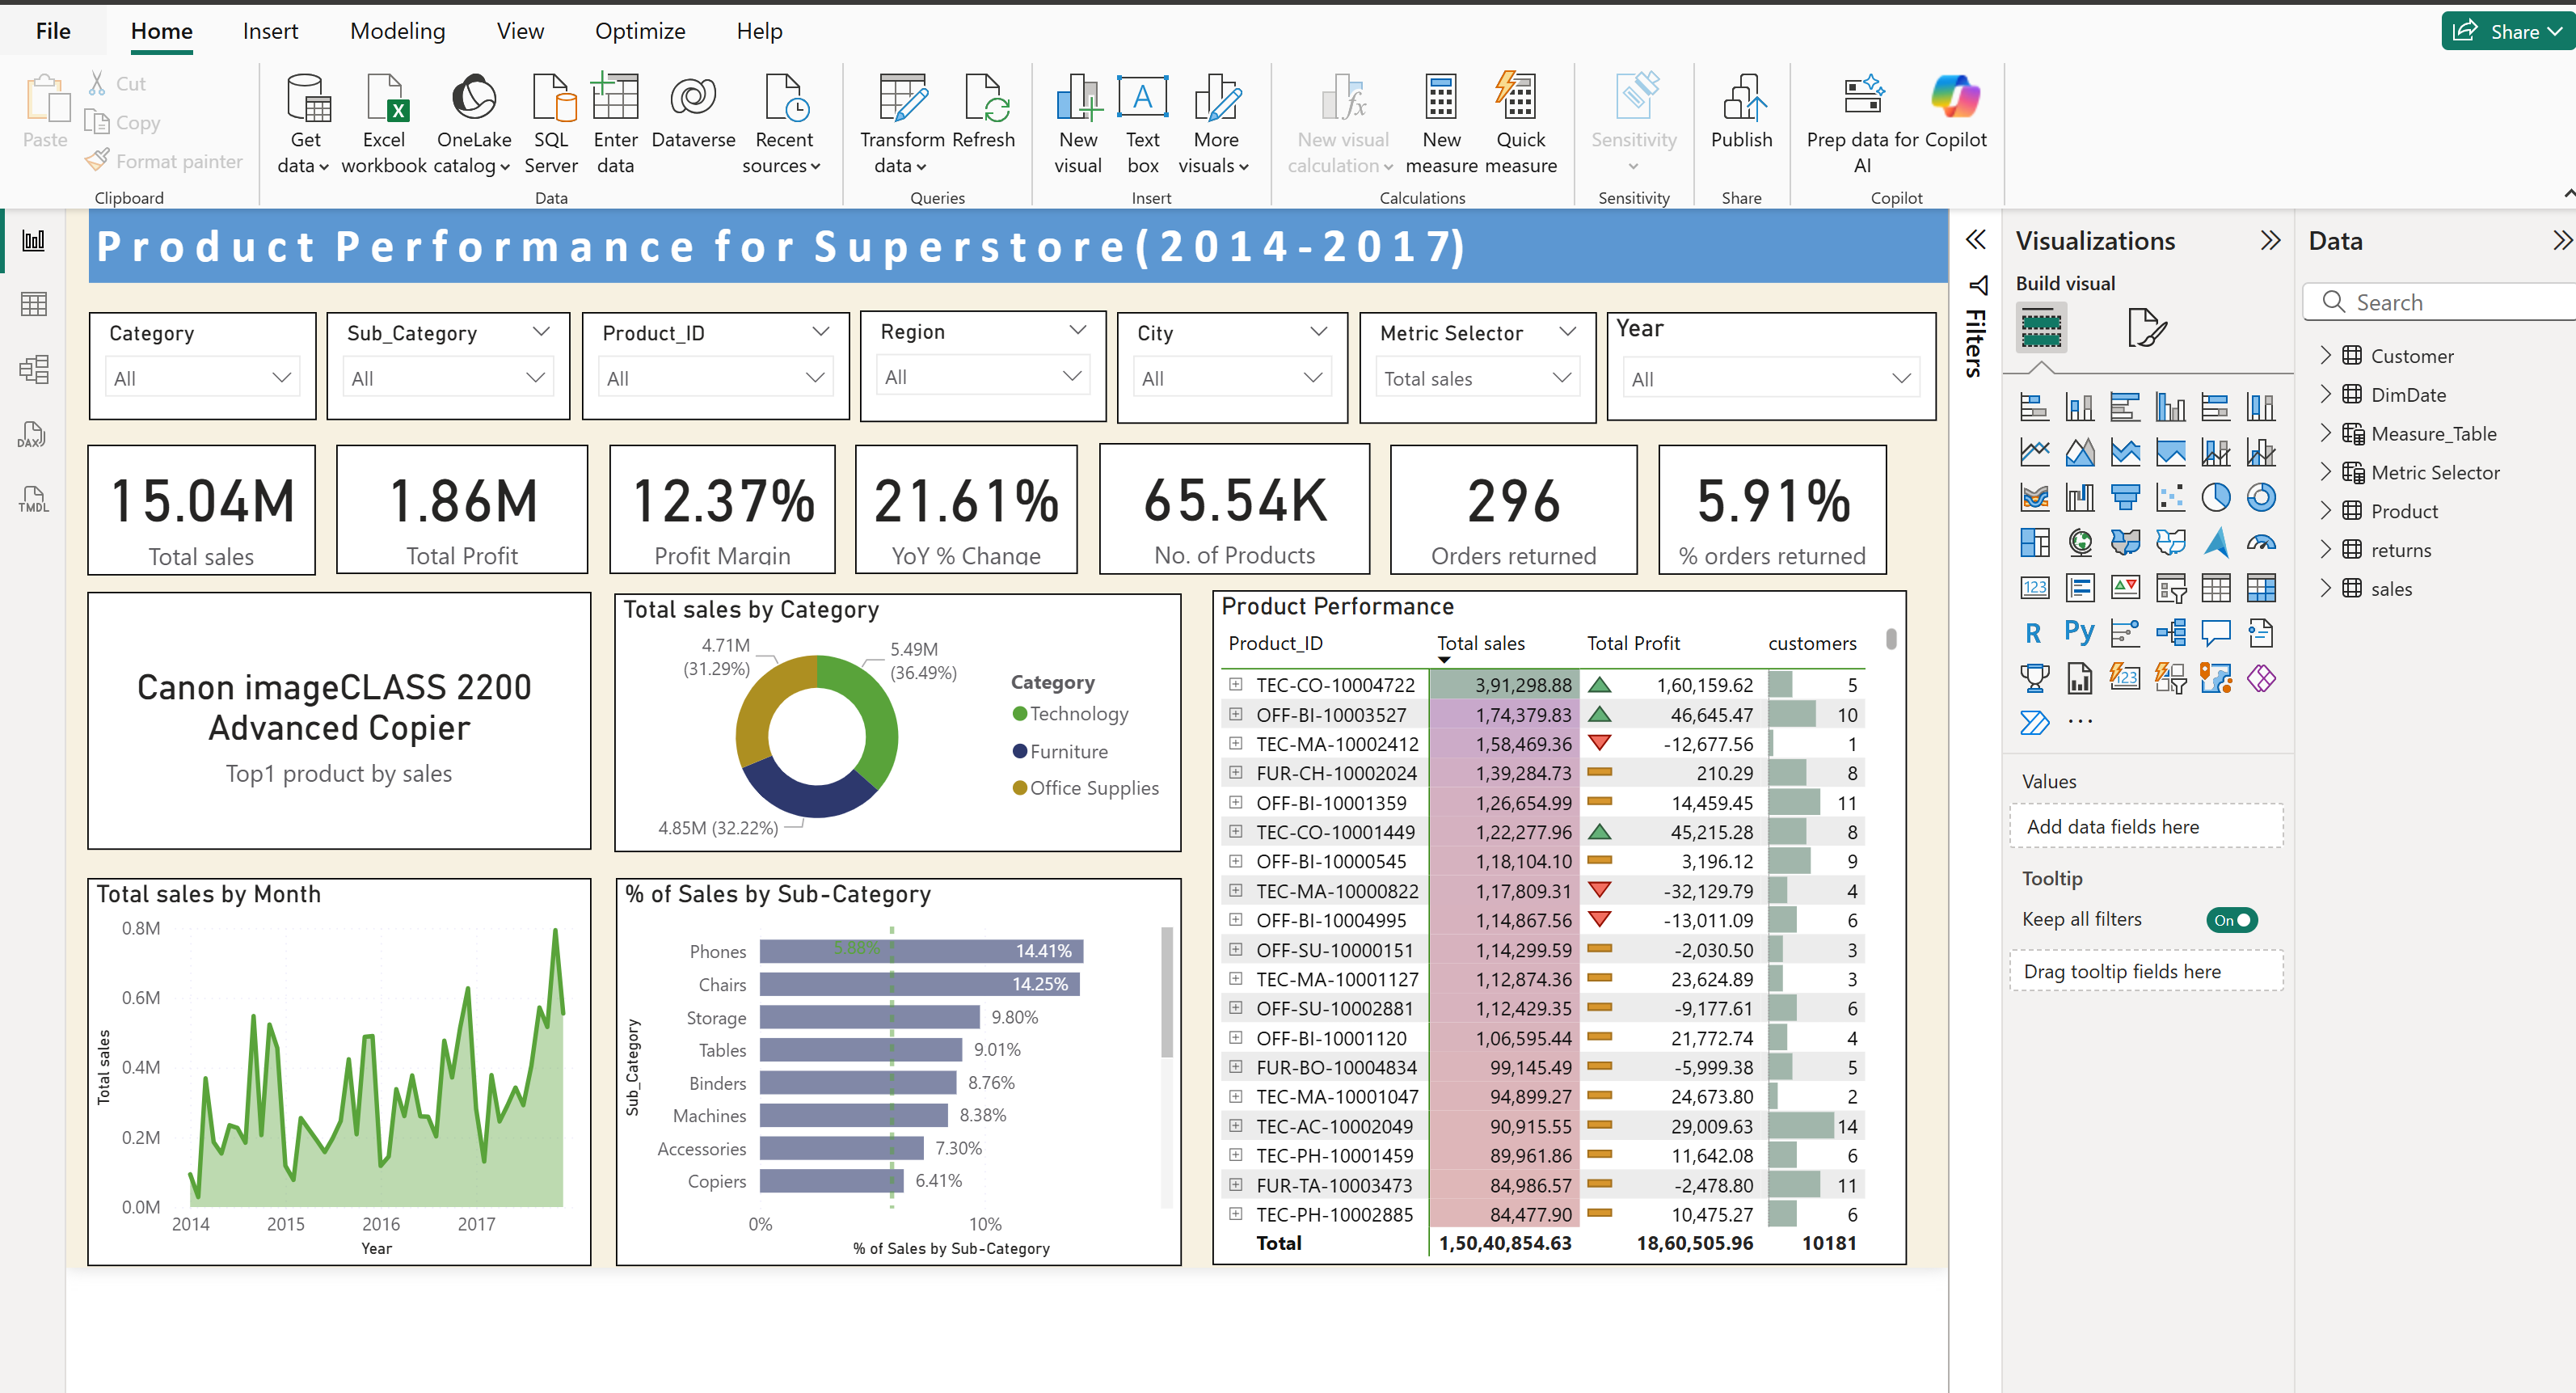 File
Home
Insert
Modeling
View
Optimize
Help
Share
Paste
Cut
Copy
Format painter
Clipboard
Get data
Excel workbook
OneLake catalog
SQL Server
Enter data
Dataverse
Recent sources
Data
Transform data
Refresh
Queries
New visual
Text box
More visuals
Insert
New visual calculation
New measure
Quick measure
Calculations
Sensitivity
Sensitivity
Publish
Share
Prep data for AI
Copilot
Copilot
DAX
TMDL
Product Performance for Superstore(2014-2017)
Category
All
Sub_Category
All
Product_ID
All
Region
All
City
All
Metric Selector
Total sales
Year
All
15.04M
Total sales
1.86M
Total Profit
12.37%
Profit Margin
21.61%
YoY % Change
65.54K
No. of Products
296
Orders returned
5.91%
% orders returned
Canon imageCLASS 2200
Advanced Copier
Top1 product by sales
Total sales by Category
4.71M
(31.29%)
5.49M
(36.49%)
4.85M (32.22%)
Category
Technology
Furniture
Office Supplies
Total sales by Month
Total sales
0.8M
0.6M
0.4M
0.2M
0.0M
2014 2015 2016 2017
Year
% of Sales by Sub-Category
Sub_Category
5.88%
Phones 14.41%
Chairs 14.25%
Storage 9.80%
Tables 9.01%
Binders 8.76%
Machines 8.38%
Accessories 7.30%
Copiers 6.41%
0% 10%
% of Sales by Sub-Category
Product Performance
Product_ID Total sales Total Profit customers
TEC-CO-10004722 3,91,298.88 1,60,159.62 5
OFF-BI-10003527 1,74,379.83 46,645.47 10
TEC-MA-10002412 1,58,469.36 -12,677.56 1
FUR-CH-10002024 1,39,284.73 210.29 8
OFF-BI-10001359 1,26,654.99 14,459.45 11
TEC-CO-10001449 1,22,277.96 45,215.28 8
OFF-BI-10000545 1,18,104.10 3,196.12 9
TEC-MA-10000822 1,17,809.31 -32,129.79 4
OFF-BI-10004995 1,14,867.56 -13,011.09 6
OFF-SU-10000151 1,14,299.59 -2,030.50 3
TEC-MA-10001127 1,12,874.36 23,624.89 3
OFF-SU-10002881 1,12,429.35 -9,177.61 6
OFF-BI-10001120 1,06,595.44 21,772.74 4
FUR-BO-10004834 99,145.49 -5,999.38 5
TEC-MA-10001047 94,899.27 24,673.80 2
TEC-AC-10002049 90,915.55 29,009.63 14
TEC-PH-10001459 89,961.86 11,642.08 6
FUR-TA-10003473 84,986.57 -2,478.80 11
TEC-PH-10002885 84,477.90 10,475.27 6
Total 1,50,40,854.63 18,60,505.96 10181
Filters
Visualizations
Build visual
123
R
Py
123
Values
Add data fields here
Tooltip
Keep all filters
On
Drag tooltip fields here
Data
Search
Customer
DimDate
Measure_Table
Metric Selector
Product
returns
sales